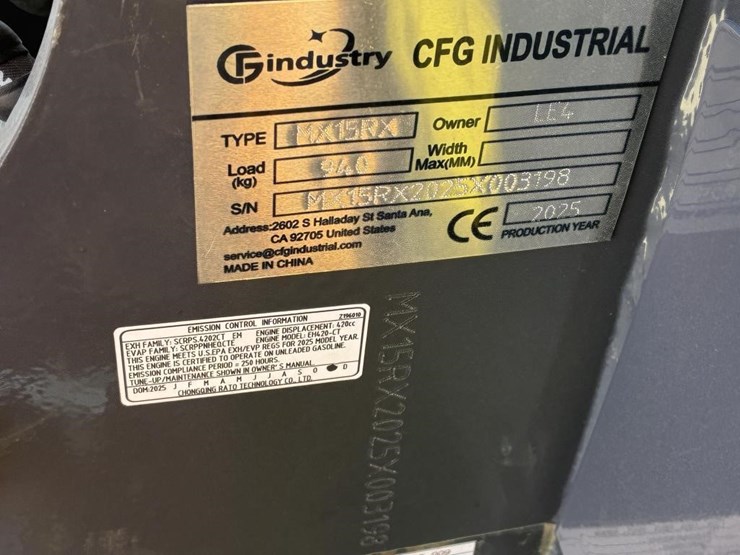 industry CFG INDUSTRIAL
TYPE MX15RX Owner
Load (kg) 940 Width Max(MM)
S/N MX15RX2025X003198
Address:2602 S Halladay St Santa Ana,
CA 92705 United States
service@cfgindustrial.com
MADE IN CHINA
CE 2025
PRODUCTION YEAR
EMISSION CONTROL INFORMATION Z196010
EXH FAMILY: SCRPS.4202CT EM ENGINE DISPLACEMENT: 420cc
EVAP FAMILY: SCRPPNHEQCTE ENGINE MODEL: EH420-CT
THIS ENGINE MEETS U.S.EPA EXH/EVP REGS FOR 2025 MODEL YEAR.
THIS ENGINE IS CERTIFIED TO OPERATE ON UNLEADED GASOLINE.
EMISSION COMPLIANCE PERIOD = 250 HOURS.
TUNE-UP/MAINTENANCE SHOWN IN OWNER'S MANUAL.
DOM:2025 J F M A M J J A S O D
CHONGQING RATO TECHNOLOGY CO., LTD.
MX15RX2025X003198